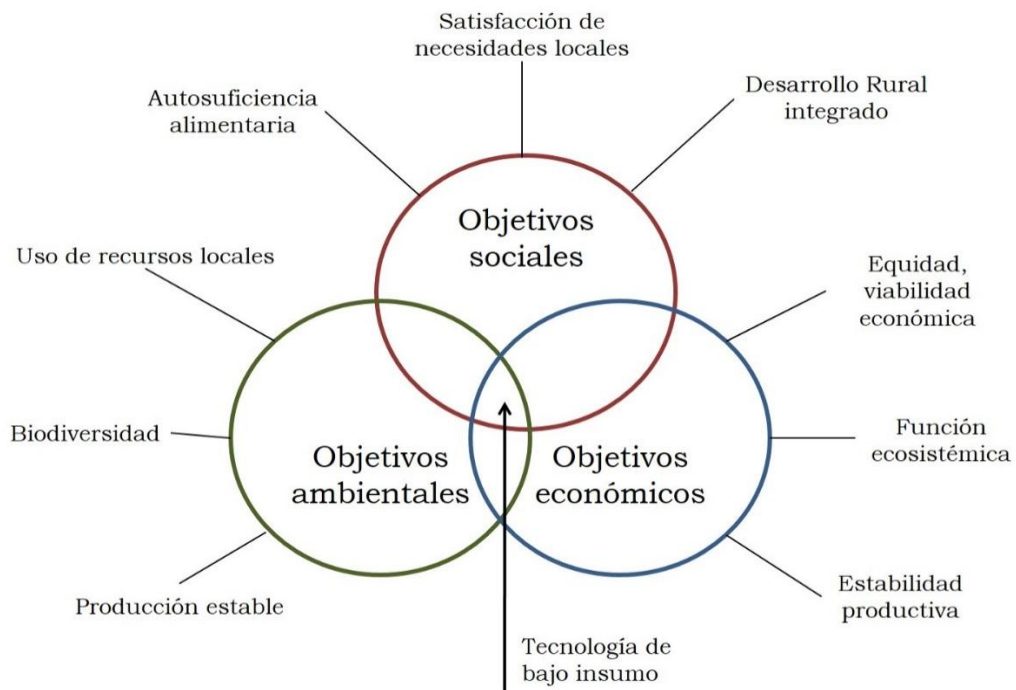 Satisfacción de
necesidades locales
Autosuficiencia
alimentaria
Desarrollo Rural
integrado
Objetivos
sociales
Uso de recursos locales
Equidad,
viabilidad
económica
Biodiversidad
Objetivos
ambientales
Objetivos
económicos
Función
ecosistémica
Producción estable
Estabilidad
productiva
Tecnología de
bajo insumo